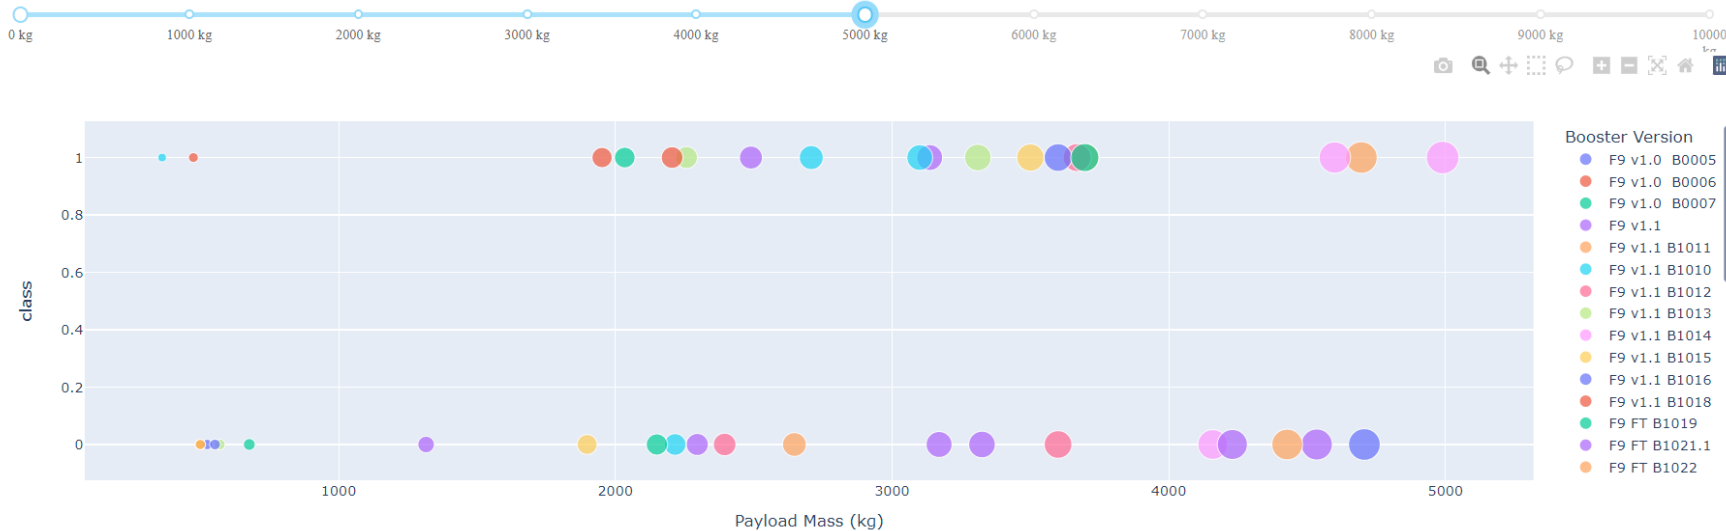 0 kg 1000 kg 2000 kg 3000 kg 4000 kg 5000 kg 6000 kg 7000 kg 8000 kg 9000 kg 10000
kg
Booster Version
F9 v1.0  B0005
F9 v1.0  B0006
F9 v1.0  B0007
F9 v1.1
F9 v1.1 B1011
F9 v1.1 B1010
F9 v1.1 B1012
F9 v1.1 B1013
F9 v1.1 B1014
F9 v1.1 B1015
F9 v1.1 B1016
F9 v1.1 B1018
F9 FT B1019
F9 FT B1021.1
F9 FT B1022
class
1
0.8
0.6
0.4
0.2
0
1000 2000 3000 4000 5000
Payload Mass (kg)